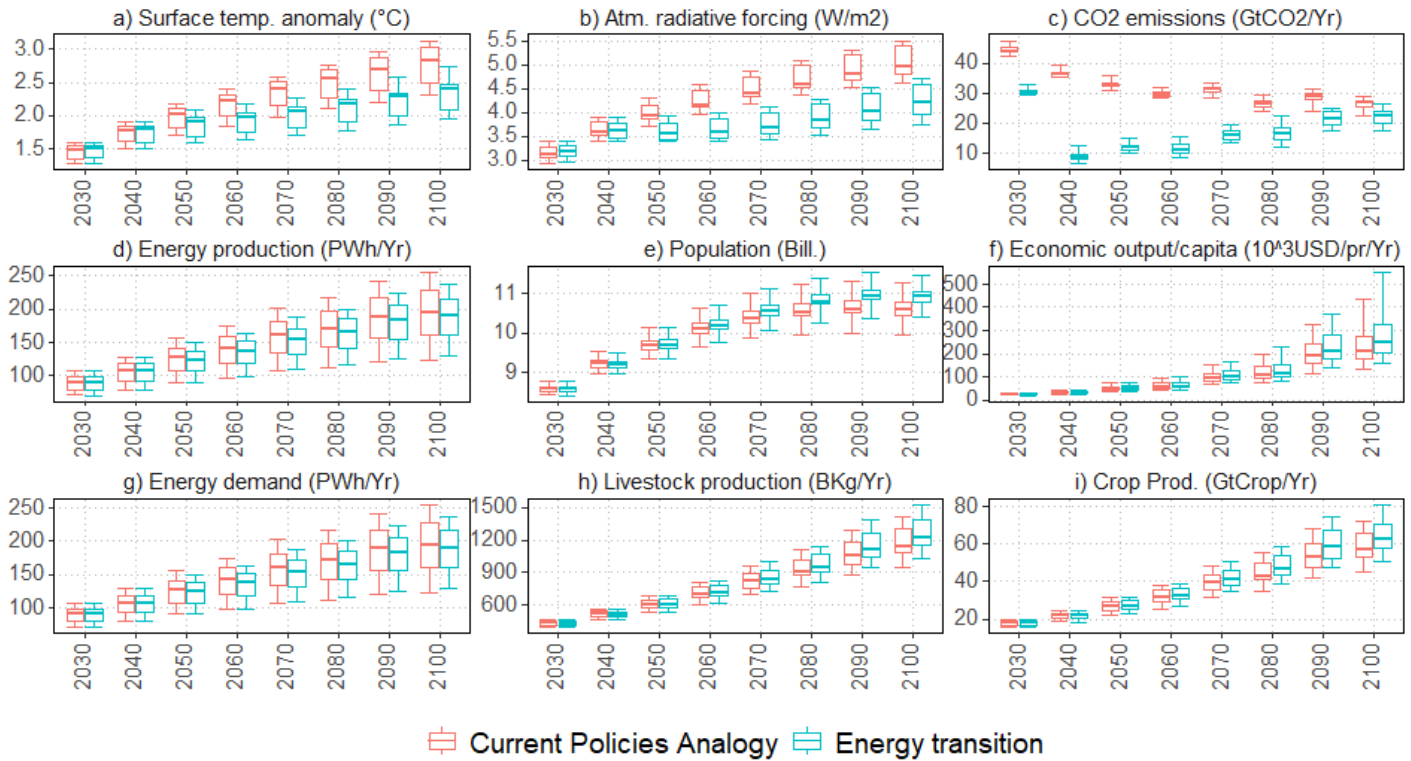 a) Surface temp. anomaly (°C)
b) Atm. radiative forcing (W/m2)
c) CO2 emissions (GtCO2/Yr)
3.0
2.5
2.0
1.5
5.5
5.0
4.5
4.0
3.5
3.0
40
30
20
10
2030 2040 2050 2060 2070 2080 2090 2100
2030 2040 2050 2060 2070 2080 2090 2100
2030 2040 2050 2060 2070 2080 2090 2100
d) Energy production (PWh/Yr)
e) Population (Bill.)
f) Economic output/capita (10^3USD/pr/Yr)
250
200
150
100
11
10
9
500
400
300
200
100
0
2030 2040 2050 2060 2070 2080 2090 2100
2030 2040 2050 2060 2070 2080 2090 2100
2030 2040 2050 2060 2070 2080 2090 2100
g) Energy demand (PWh/Yr)
h) Livestock production (BKg/Yr)
i) Crop Prod. (GtCrop/Yr)
250
200
150
100
1500
1200
900
600
80
60
40
20
2030 2040 2050 2060 2070 2080 2090 2100
2030 2040 2050 2060 2070 2080 2090 2100
2030 2040 2050 2060 2070 2080 2090 2100
Current Policies Analogy
Energy transition